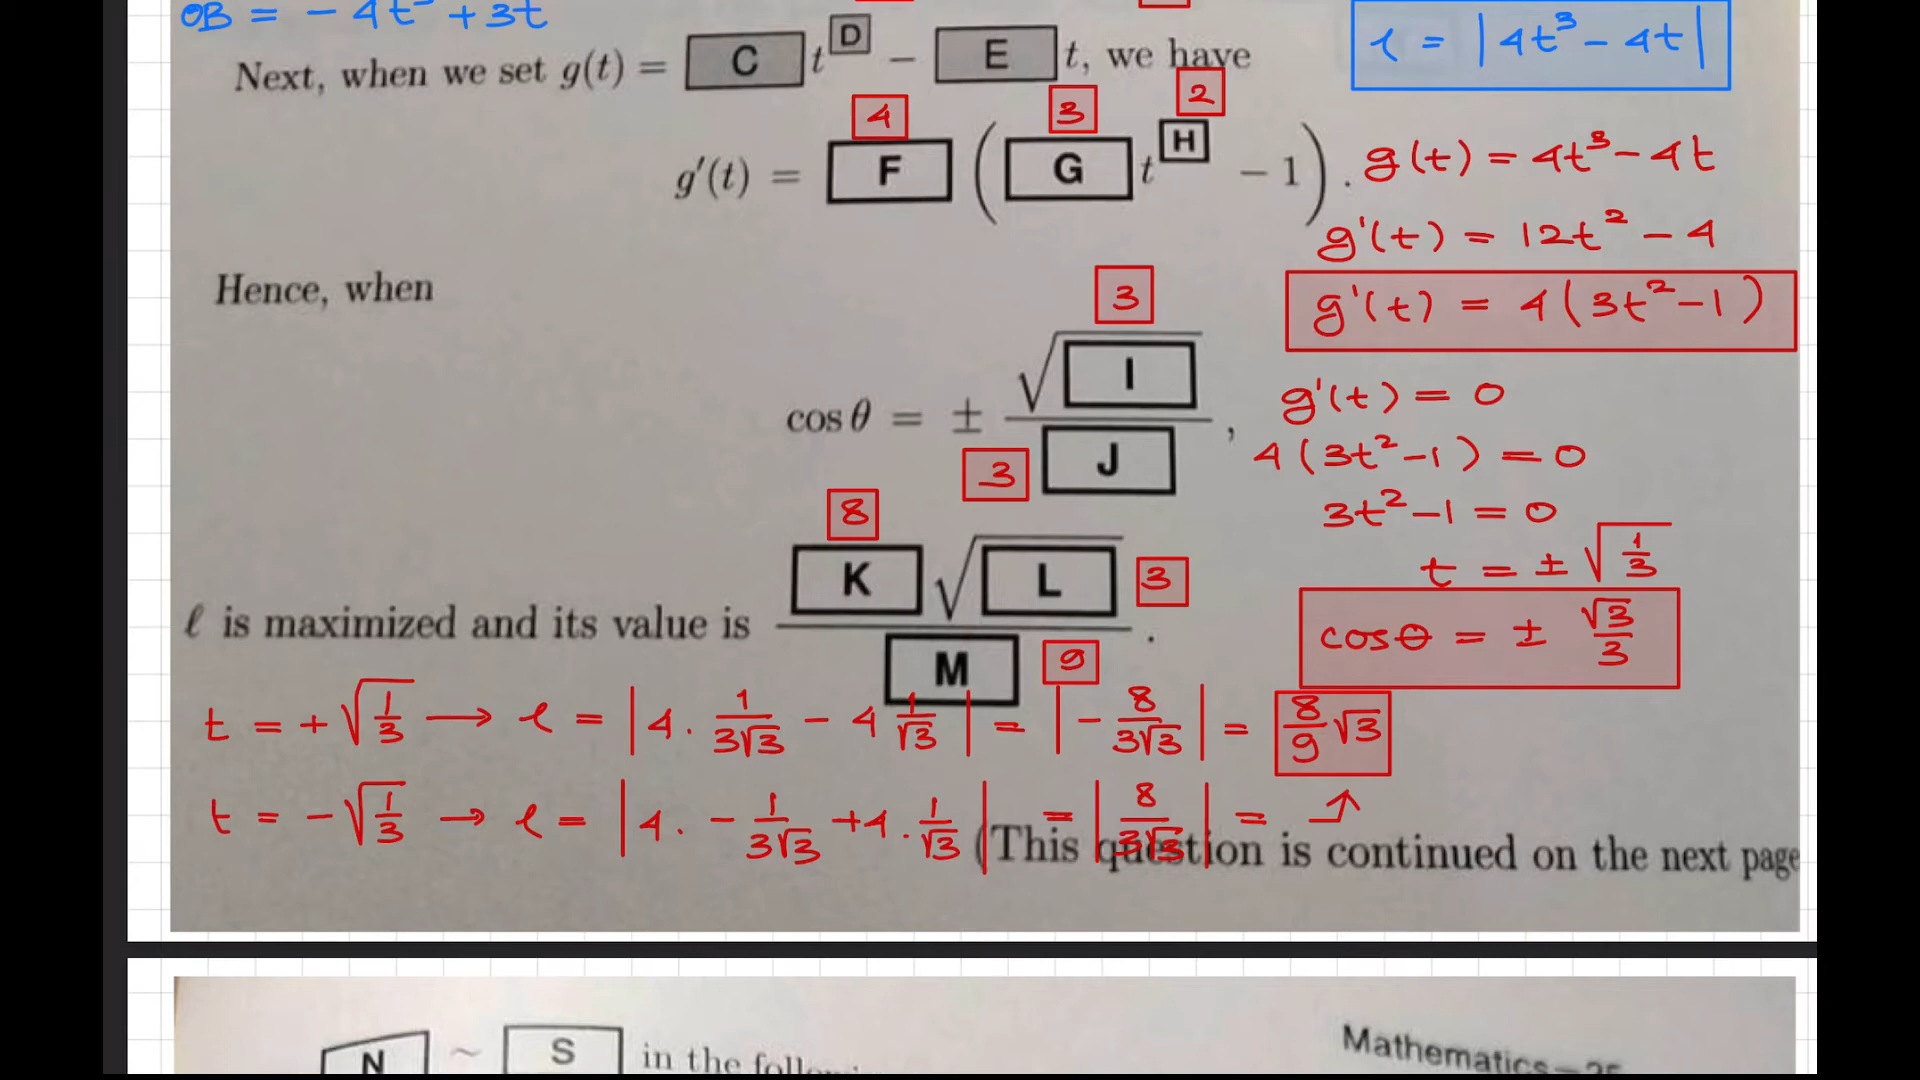 OB = - 4t³ + 3t
ℓ = |4t³ - 4t|
Next, when we set g(t) = C t D - E t, we have
4 3 2
g'(t) = F ( G t H - 1 ) .
g(t) = 4t³ - 4t
g'(t) = 12t² - 4
g'(t) = 4(3t² - 1)
Hence, when
3
cos θ = ± √I / J ,
3
g'(t) = 0
4(3t² - 1) = 0
3t² - 1 = 0
t = ± √1/3
cosθ = ± √3/3
8
ℓ is maximized and its value is K √L / M .
3
9
t = + √1/3 → ℓ = |4 . 1/3√3 - 4 1/√3| = |- 8/3√3| = 8/9 √3
t = - √1/3 → ℓ = |4 . - 1/3√3 + 4 . 1/√3| = |8/3√3| = ↑
(This question is continued on the next page
N ~ S in the
Mathematics